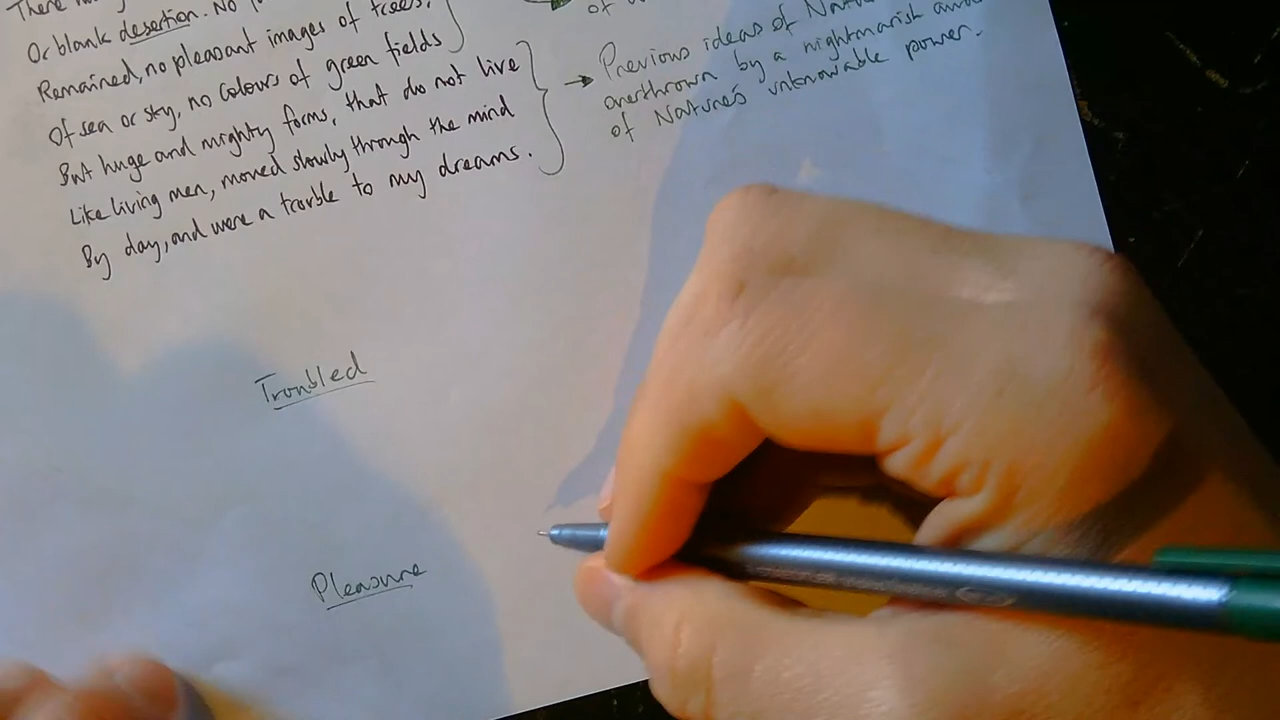 There
Or blank desertion. No
Remained, no pleasant images of trees,
Of sea or sky, no colours of green fields
But huge and mighty forms, that do not live
Like living men, moved slowly through the mind
By day, and were a trouble to my dreams.
of
Previous ideas of
overthrown by a nightmarish
of Nature's unknowable power.
Troubled
Pleasure